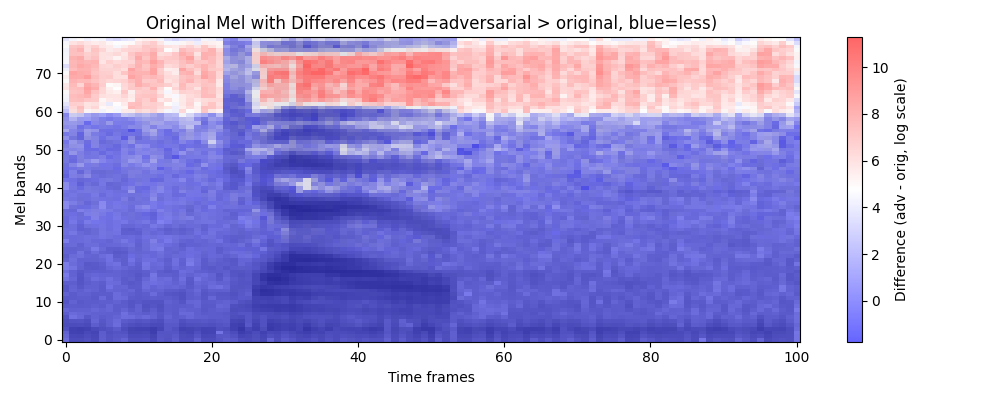 Original Mel with Differences (red=adversarial > original, blue=less)
Mel bands
70
60
50
40
30
20
10
0
0 20 40 60 80 100
Time frames
10
8
6
4
2
0
Difference (adv - orig, log scale)